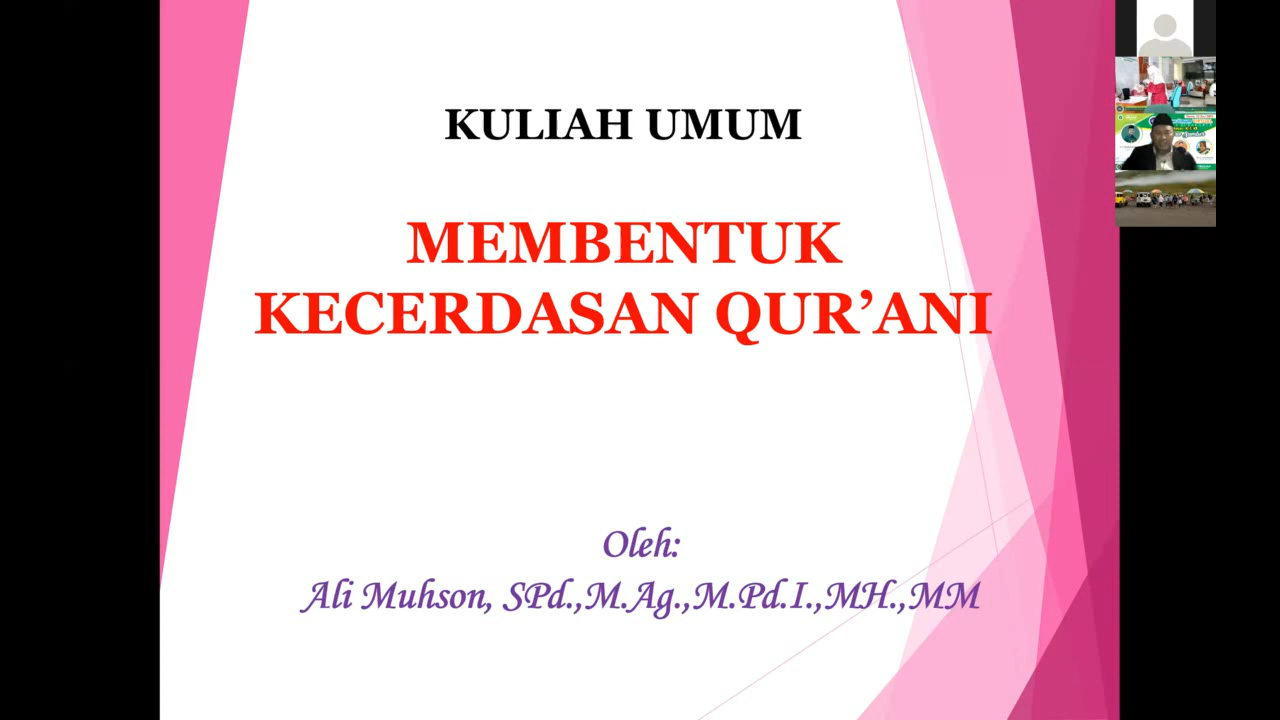 KULIAH UMUM
MEMBENTUK
KECERDASAN QUR’ANI
Oleh:
Ali Muhson, SPd.,M.Ag.,M.Pd.I.,MH.,MM